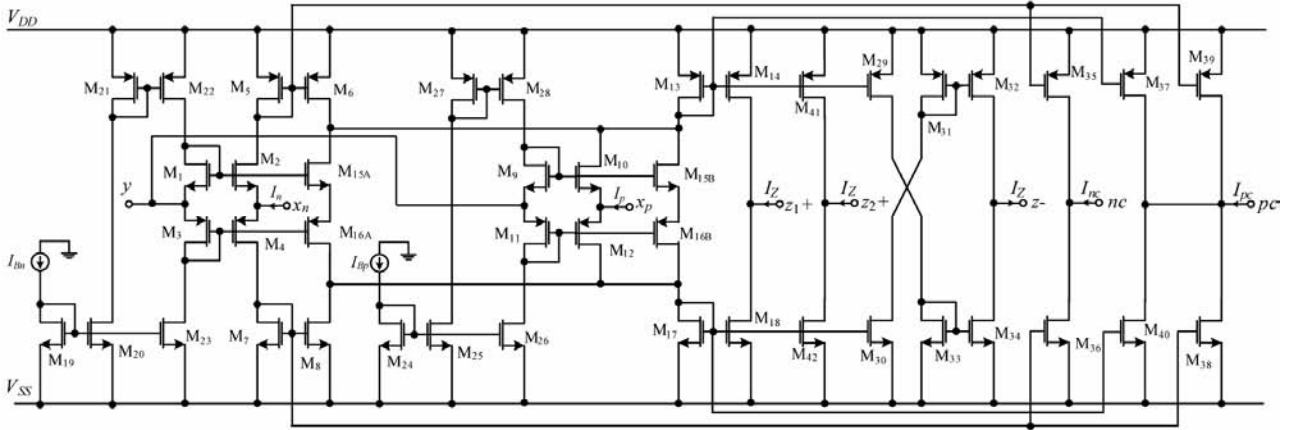 V_DD
M21 M22 M5 M6 M27 M28 M13 M14 M41 M29 M31 M32 M35 M37 M39
M1 M2 M15A M9 M10 M15B
y I_n x_n I_p x_p I_Z z1+ I_Z z2+ I_Z z- I_nc nc I_pc pc-
M3 M4 M16A M11 M12 M16B
I_Bn I_Bp
M19 M20 M23 M7 M8 M24 M25 M26 M17 M18 M42 M30 M33 M34 M36 M40 M38
V_SS